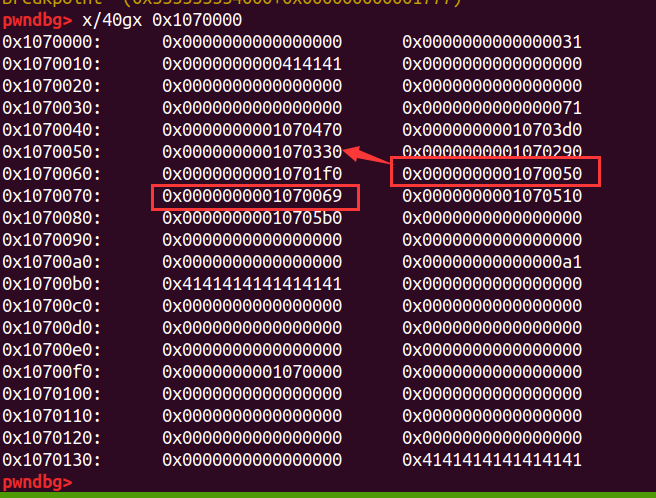 pwndbg> x/40gx 0x1070000
0x1070000: 0x0000000000000000 0x0000000000000031
0x1070010: 0x0000000000414141 0x0000000000000000
0x1070020: 0x0000000000000000 0x0000000000000000
0x1070030: 0x0000000000000000 0x0000000000000071
0x1070040: 0x0000000001070470 0x00000000010703d0
0x1070050: 0x0000000001070330 0x0000000001070290
0x1070060: 0x00000000010701f0 0x0000000001070050
0x1070070: 0x0000000001070069 0x0000000001070510
0x1070080: 0x00000000010705b0 0x0000000000000000
0x1070090: 0x0000000000000000 0x0000000000000000
0x10700a0: 0x0000000000000000 0x00000000000000a1
0x10700b0: 0x4141414141414141 0x0000000000000000
0x10700c0: 0x0000000000000000 0x0000000000000000
0x10700d0: 0x0000000000000000 0x0000000000000000
0x10700e0: 0x0000000000000000 0x0000000000000000
0x10700f0: 0x0000000001070000 0x0000000000000000
0x1070100: 0x0000000000000000 0x0000000000000000
0x1070110: 0x0000000000000000 0x0000000000000000
0x1070120: 0x0000000000000000 0x0000000000000000
0x1070130: 0x0000000000000000 0x4141414141414141
pwndbg>